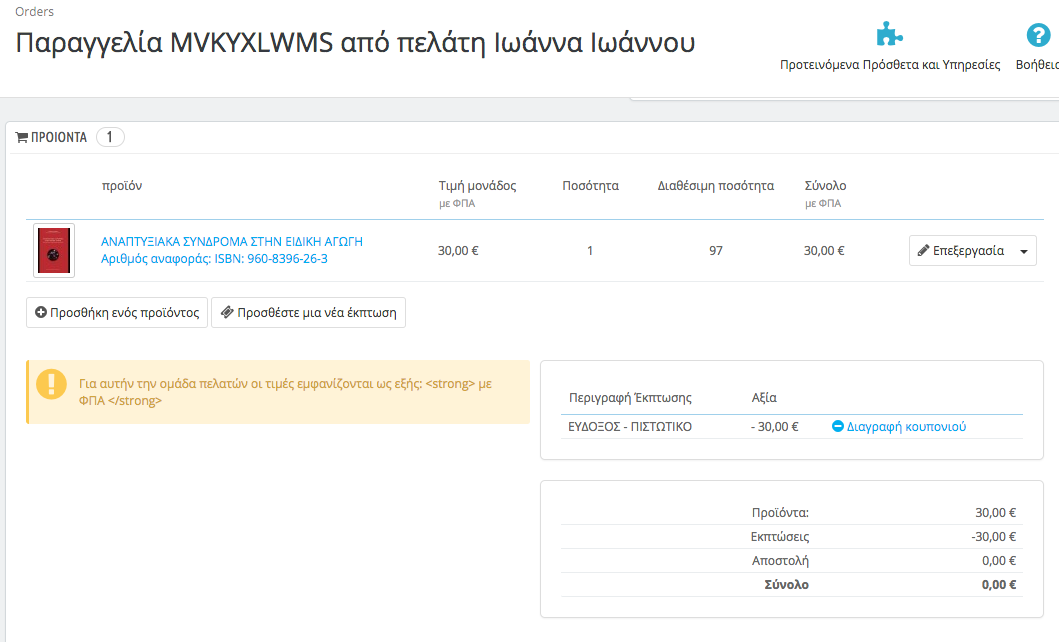 Orders
Παραγγελία MVKYXLWMS από πελάτη Ιωάννα Ιωάννου
Προτεινόμενα Πρόσθετα και Υπηρεσίες
Βοήθεια
ΠΡΟΙΟΝΤΑ 1
προϊόν Τιμή μονάδος Ποσότητα Διαθέσιμη ποσότητα Σύνολο
με ΦΠΑ με ΦΠΑ
ΑΝΑΠΤΥΞΙΑΚΑ ΣΥΝΔΡΟΜΑ ΣΤΗΝ ΕΙΔΙΚΗ ΑΓΩΓΗ
Αριθμός αναφοράς: ISBN: 960-8396-26-3
30,00 € 1 97 30,00 € Επεξεργασία
Προσθήκη ενός προϊόντος Προσθέστε μια νέα έκπτωση
Για αυτήν την ομάδα πελατών οι τιμές εμφανίζονται ως εξής: <strong> με
ΦΠΑ </strong>
Περιγραφή Έκπτωσης Αξία
ΕΥΔΟΞΟΣ - ΠΙΣΤΩΤΙΚΟ - 30,00 € Διαγραφή κουπονιού
Προϊόντα: 30,00 €
Εκπτώσεις -30,00 €
Αποστολή 0,00 €
Σύνολο 0,00 €